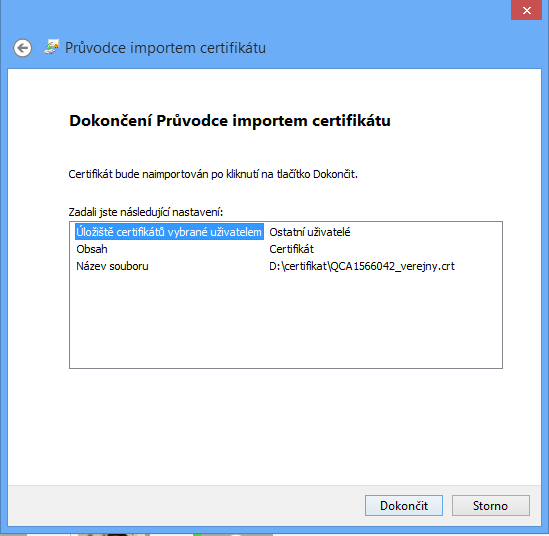 Průvodce importem certifikátu
Dokončení Průvodce importem certifikátu
Certifikát bude naimportován po kliknutí na tlačítko Dokončit.
Zadali jste následující nastavení:
Úložiště certifikátů vybrané uživatelem Ostatní uživatelé
Obsah Certifikát
Název souboru D:\certifikat\QCA1566042_verejny.crt
Dokončit Storno